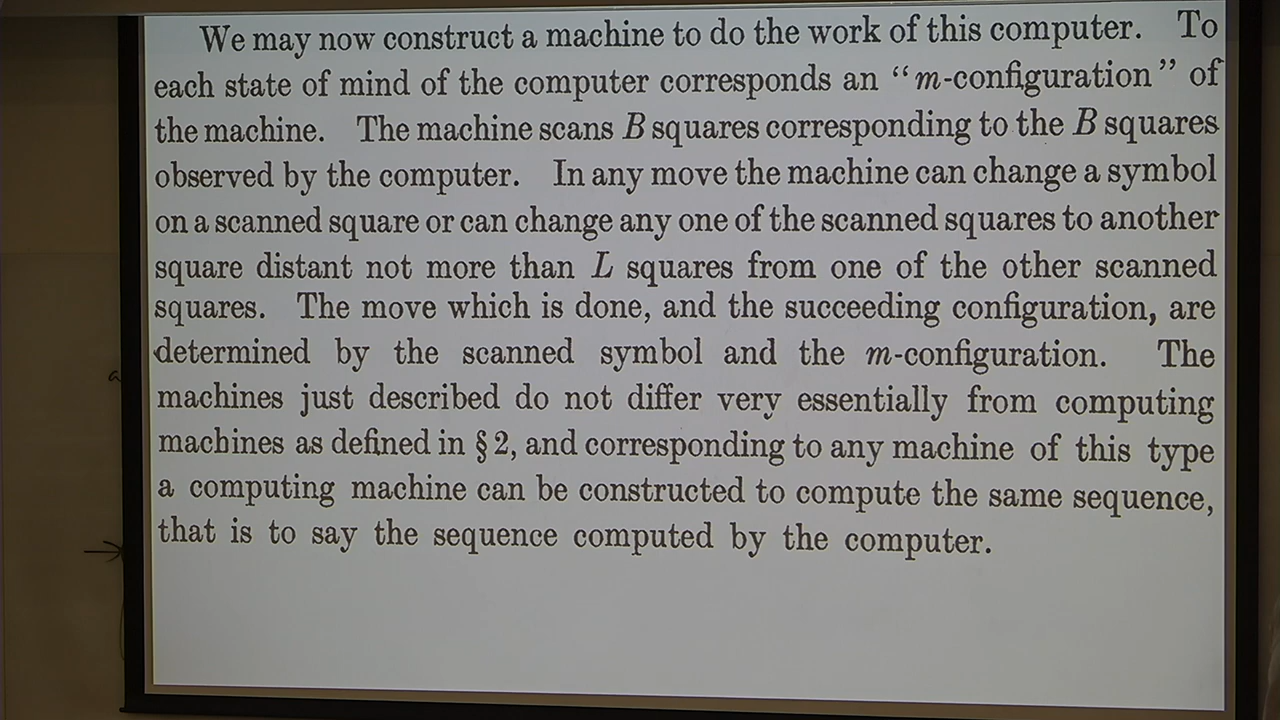 We may now construct a machine to do the work of this computer. To
each state of mind of the computer corresponds an “m-configuration” of
the machine. The machine scans B squares corresponding to the B squares
observed by the computer. In any move the machine can change a symbol
on a scanned square or can change any one of the scanned squares to another
square distant not more than L squares from one of the other scanned
squares. The move which is done, and the succeeding configuration, are
determined by the scanned symbol and the m-configuration. The
machines just described do not differ very essentially from computing
machines as defined in § 2, and corresponding to any machine of this type
a computing machine can be constructed to compute the same sequence,
that is to say the sequence computed by the computer.